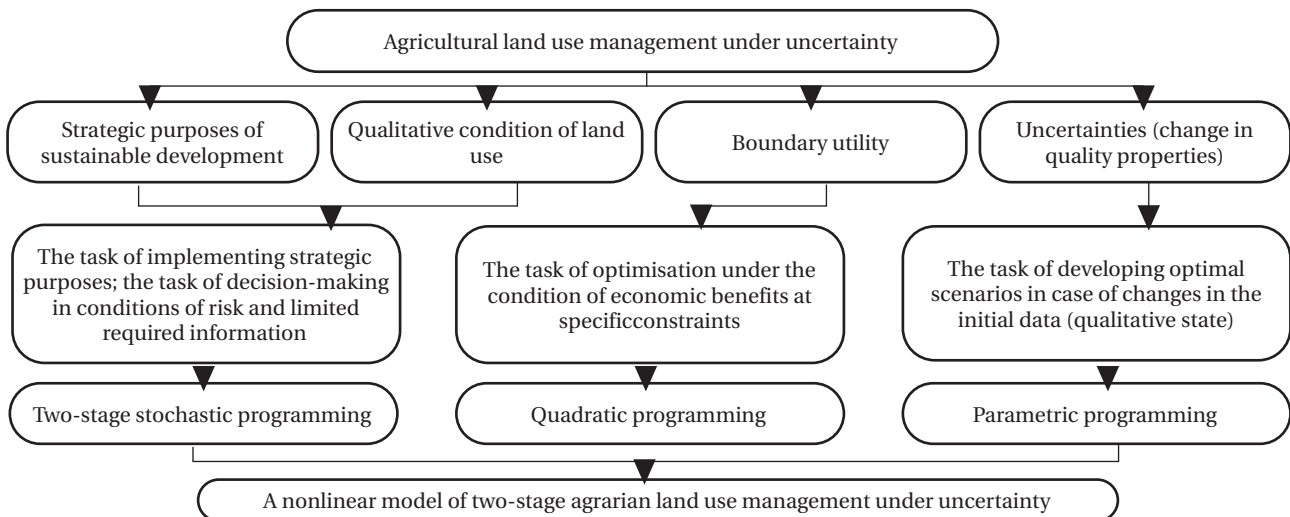 Agricultural land use management under uncertainty
Strategic purposes of
sustainable development
Qualitative condition of land
use
Boundary utility
Uncertainties (change in
quality properties)
The task of implementing strategic
purposes; the task of decision-making
in conditions of risk and limited
required information
The task of optimisation under the
condition of economic benefits at
specificconstraints
The task of developing optimal
scenarios in case of changes in the
initial data (qualitative state)
Two-stage stochastic programming
Quadratic programming
Parametric programming
A nonlinear model of two-stage agrarian land use management under uncertainty